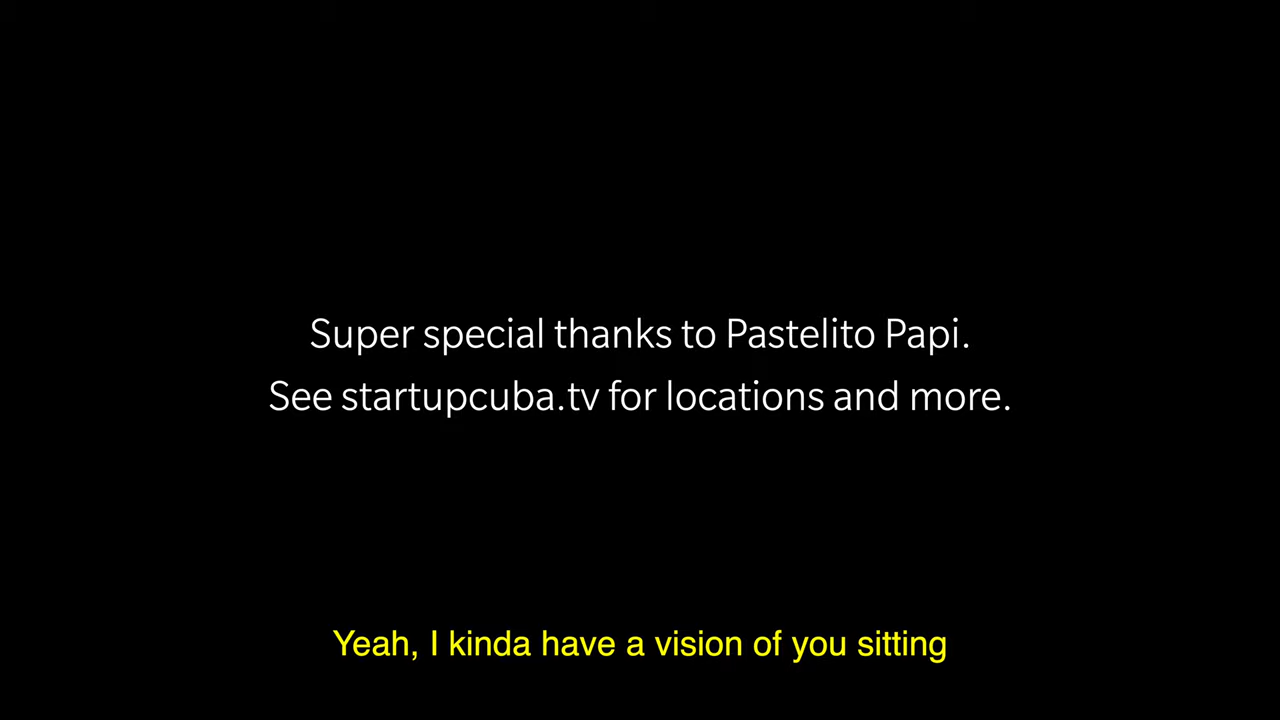 Super special thanks to Pastelito Papi.
See startupcuba.tv for locations and more.
Yeah, I kinda have a vision of you sitting